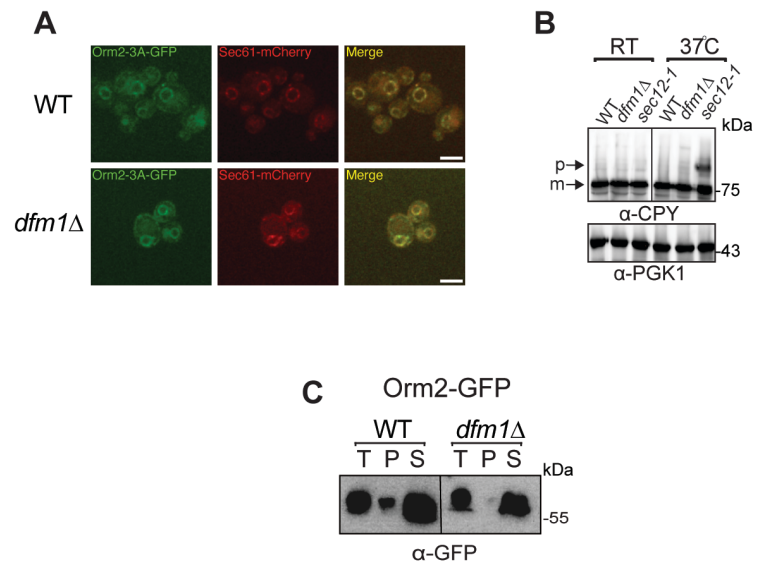 A
Orm2-3A-GFP Sec61-mCherry Merge
WT
Orm2-3A-GFP Sec61-mCherry Merge
dfm1Δ
B
RT 37°C
WT dfm1Δ sec12-1 WT dfm1Δ sec12-1
kDa
p
m
-75
α-CPY
-43
α-PGK1
C
Orm2-GFP
WT dfm1Δ
T P S T P S
kDa
-55
α-GFP